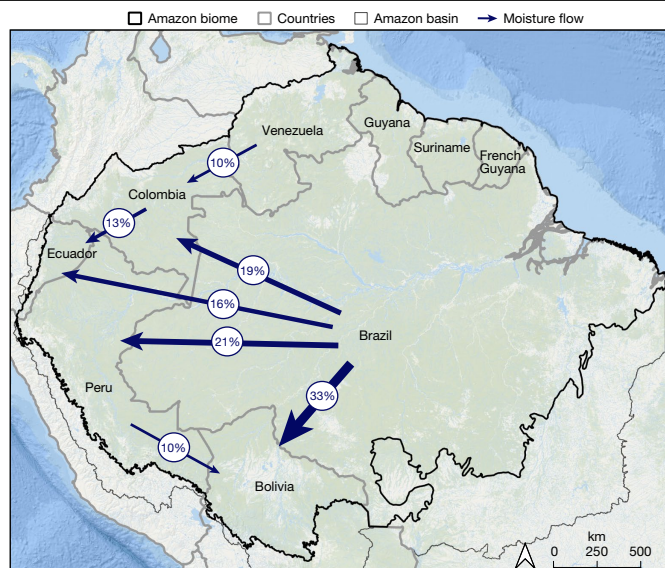 Amazon biome Countries Amazon basin Moisture flow
Venezuela
Guyana
Suriname
French
Guyana
10%
Colombia
13%
Ecuador
19%
16%
21%
Brazil
Peru
33%
10%
Bolivia
km
0 250 500